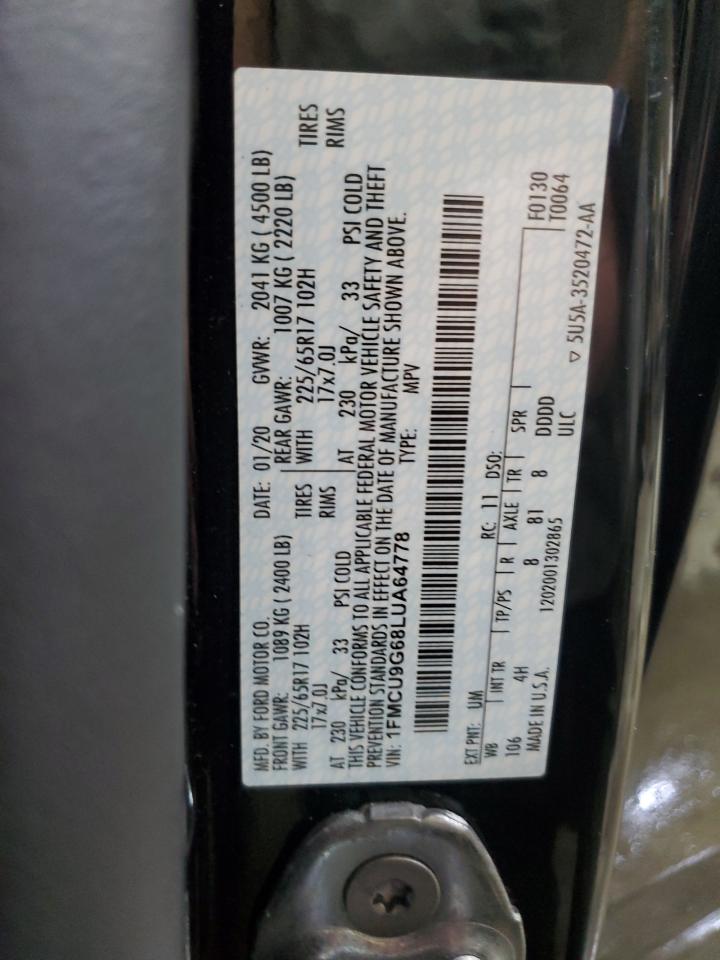 MFD. BY FORD MOTOR CO. DATE: 01/20 GVWR: 2041 KG ( 4500 LB)
FRONT GAWR: 1089 KG ( 2400 LB) REAR GAWR: 1007 KG ( 2220 LB)
WITH 225/65R17 102H TIRES WITH 225/65R17 102H TIRES
17x7.0J RIMS 17x7.0J RIMS
AT 230 kPa/ 33 PSI COLD AT 230 kPa/ 33 PSI COLD
THIS VEHICLE CONFORMS TO ALL APPLICABLE FEDERAL MOTOR VEHICLE SAFETY AND THEFT
PREVENTION STANDARDS IN EFFECT ON THE DATE OF MANUFACTURE SHOWN ABOVE.
VIN: 1FMCU9G68LUA64778 TYPE: MPV
EXT PNT: UM RC: 11 DSO:
WB INT TR TP/PS R AXLE TR SPR F0130
106 4H 8 81 8 DDDD T0064
MADE IN U.S.A. 1202001302865 ULC
▽ 5U5A-3520472-AA